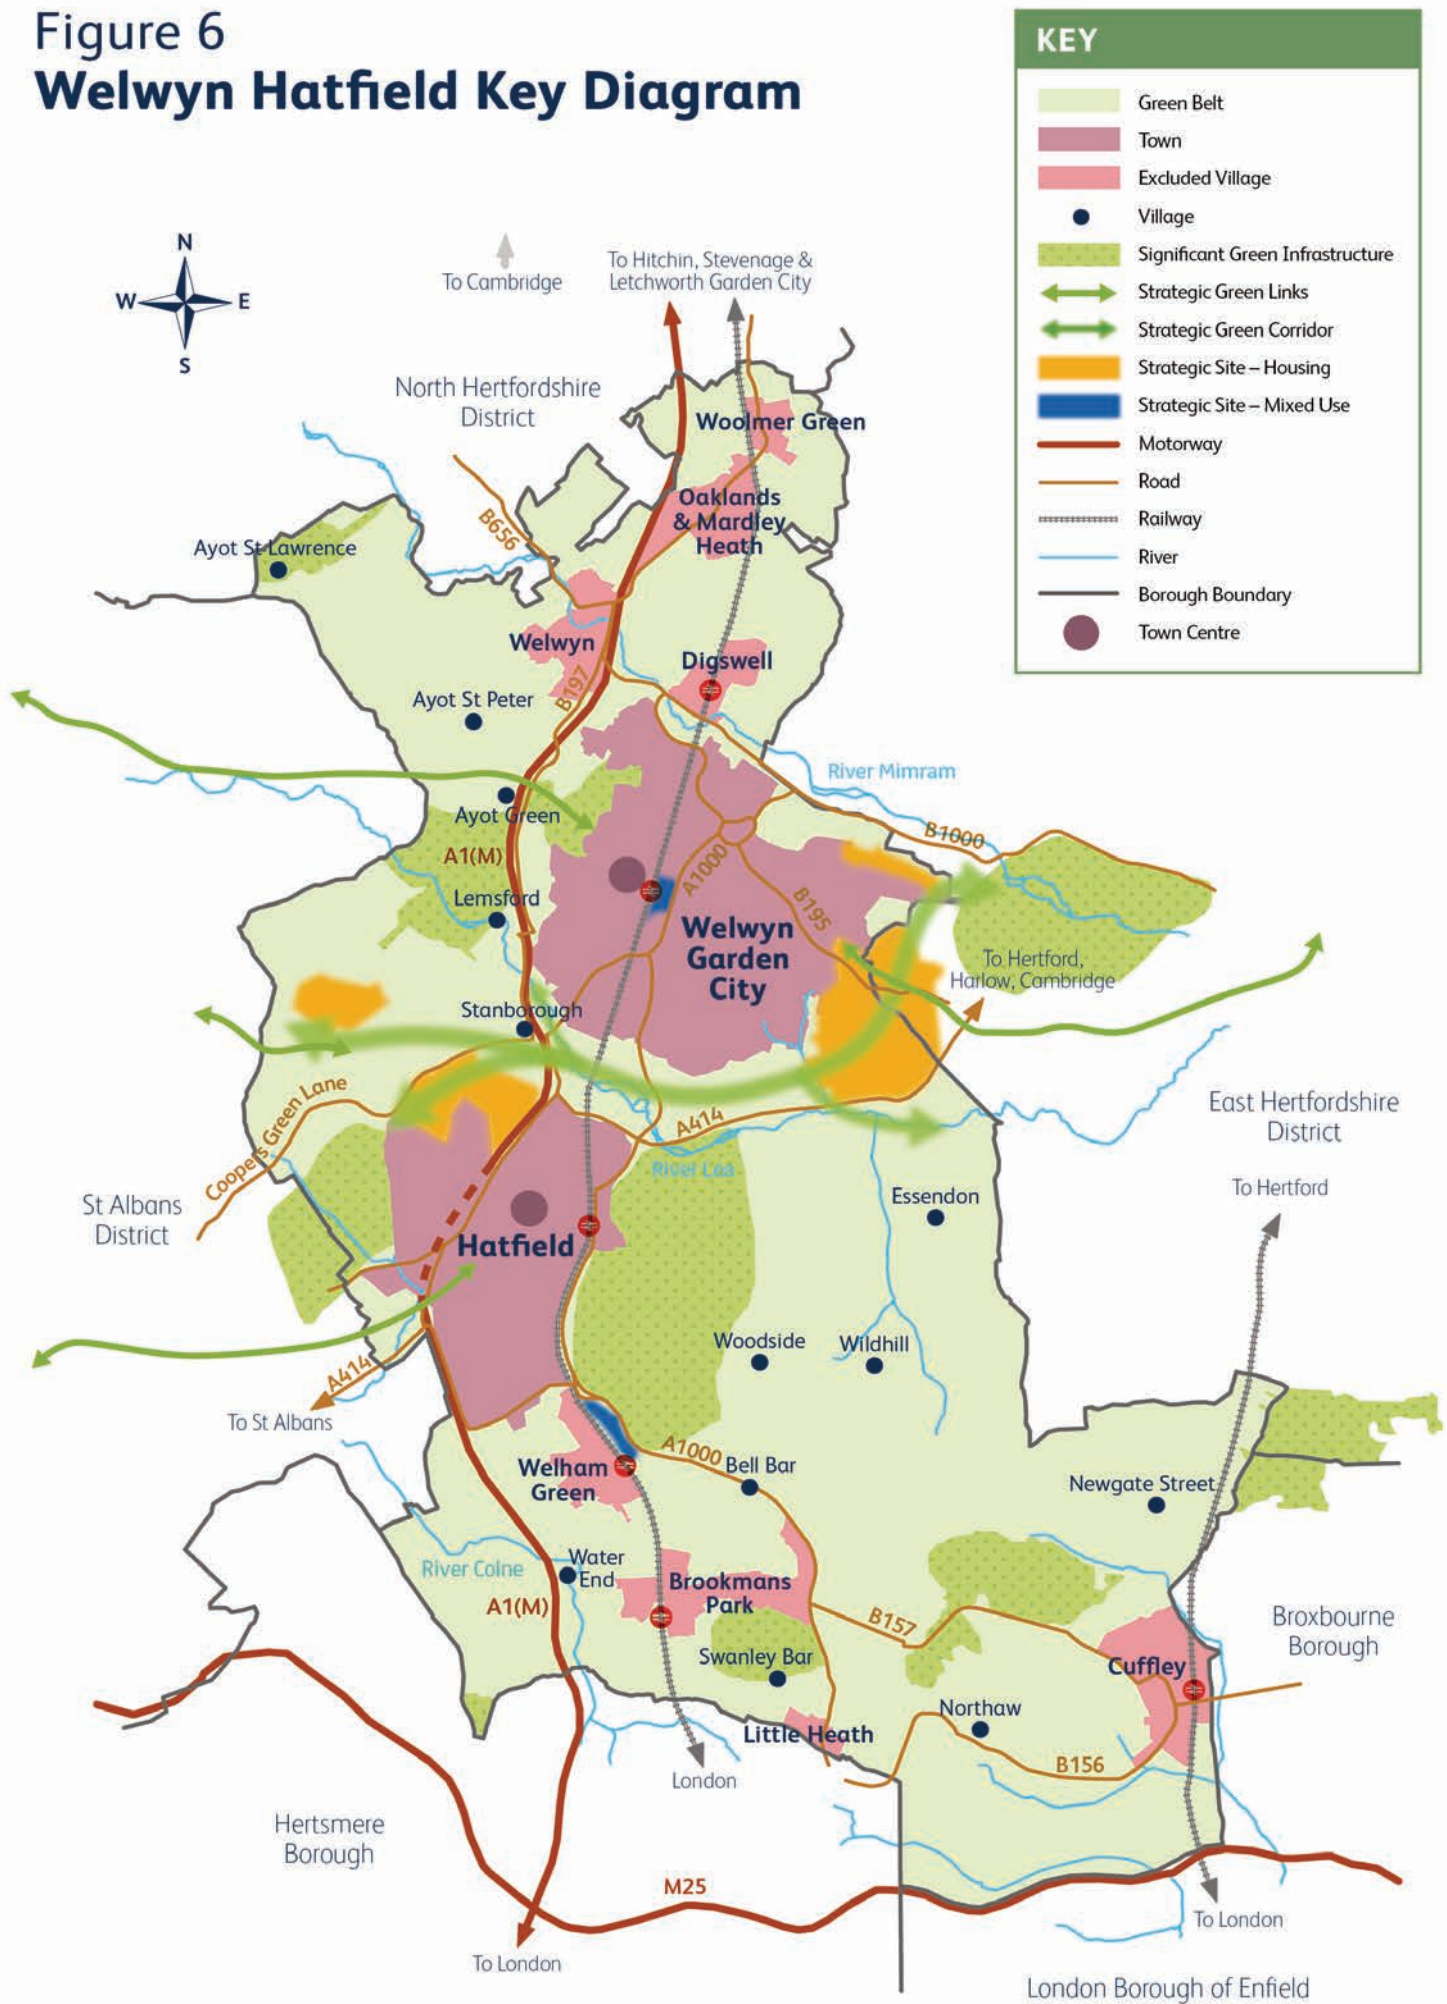 Figure 6
Welwyn Hatfield Key Diagram
KEY
Green Belt
Town
Excluded Village
Village
Significant Green Infrastructure
Strategic Green Links
Strategic Green Corridor
Strategic Site – Housing
Strategic Site – Mixed Use
Motorway
Road
Railway
River
Borough Boundary
Town Centre
N
W
E
S
To Cambridge
To Hitchin, Stevenage &
Letchworth Garden City
North Hertfordshire
District
Woolmer Green
Oaklands
& Mardley
Heath
B656
Ayot St Lawrence
Welwyn
Digswell
B197
Ayot St Peter
River Mimram
Ayot Green
B1000
A1(M)
A1000
Lemsford
B195
Welwyn
Garden
City
To Hertford,
Harlow, Cambridge
Stanborough
Coopers Green Lane
A414
East Hertfordshire
District
River Lea
St Albans
District
Essendon
To Hertford
Hatfield
Woodside
Wildhill
A414
To St Albans
A1000
Bell Bar
Welham
Green
Newgate Street
River Colne
Water
End
Brookmans
Park
A1(M)
B157
Broxbourne
Borough
Swanley Bar
Cuffley
Northaw
Little Heath
B156
London
Hertsmere
Borough
M25
To London
To London
London Borough of Enfield